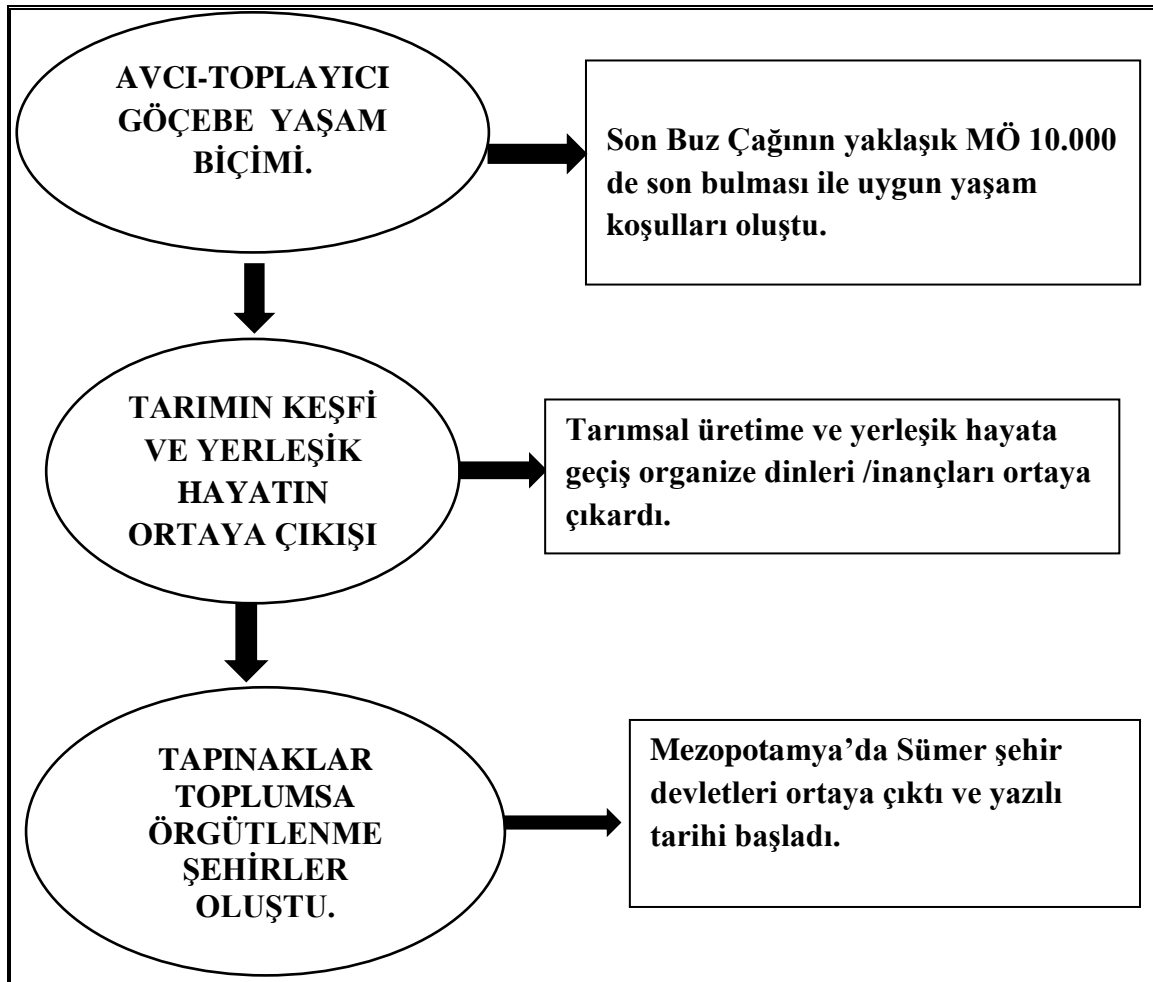 AVCI-TOPLAYICI
GÖÇEBE YAŞAM
BİÇİMİ.
Son Buz Çağının yaklaşık MÖ 10.000
de son bulması ile uygun yaşam
koşulları oluştu.
TARIMIN KEŞFİ
VE YERLEŞİK
HAYATIN
ORTAYA ÇIKIŞI
Tarımsal üretime ve yerleşik hayata
geçiş organize dinleri /inançları ortaya
çıkardı.
TAPINAKLAR
TOPLUMSA
ÖRGÜTLENME
ŞEHİRLER
OLUŞTU.
Mezopotamya’da Sümer şehir
devletleri ortaya çıktı ve yazılı
tarihi başladı.